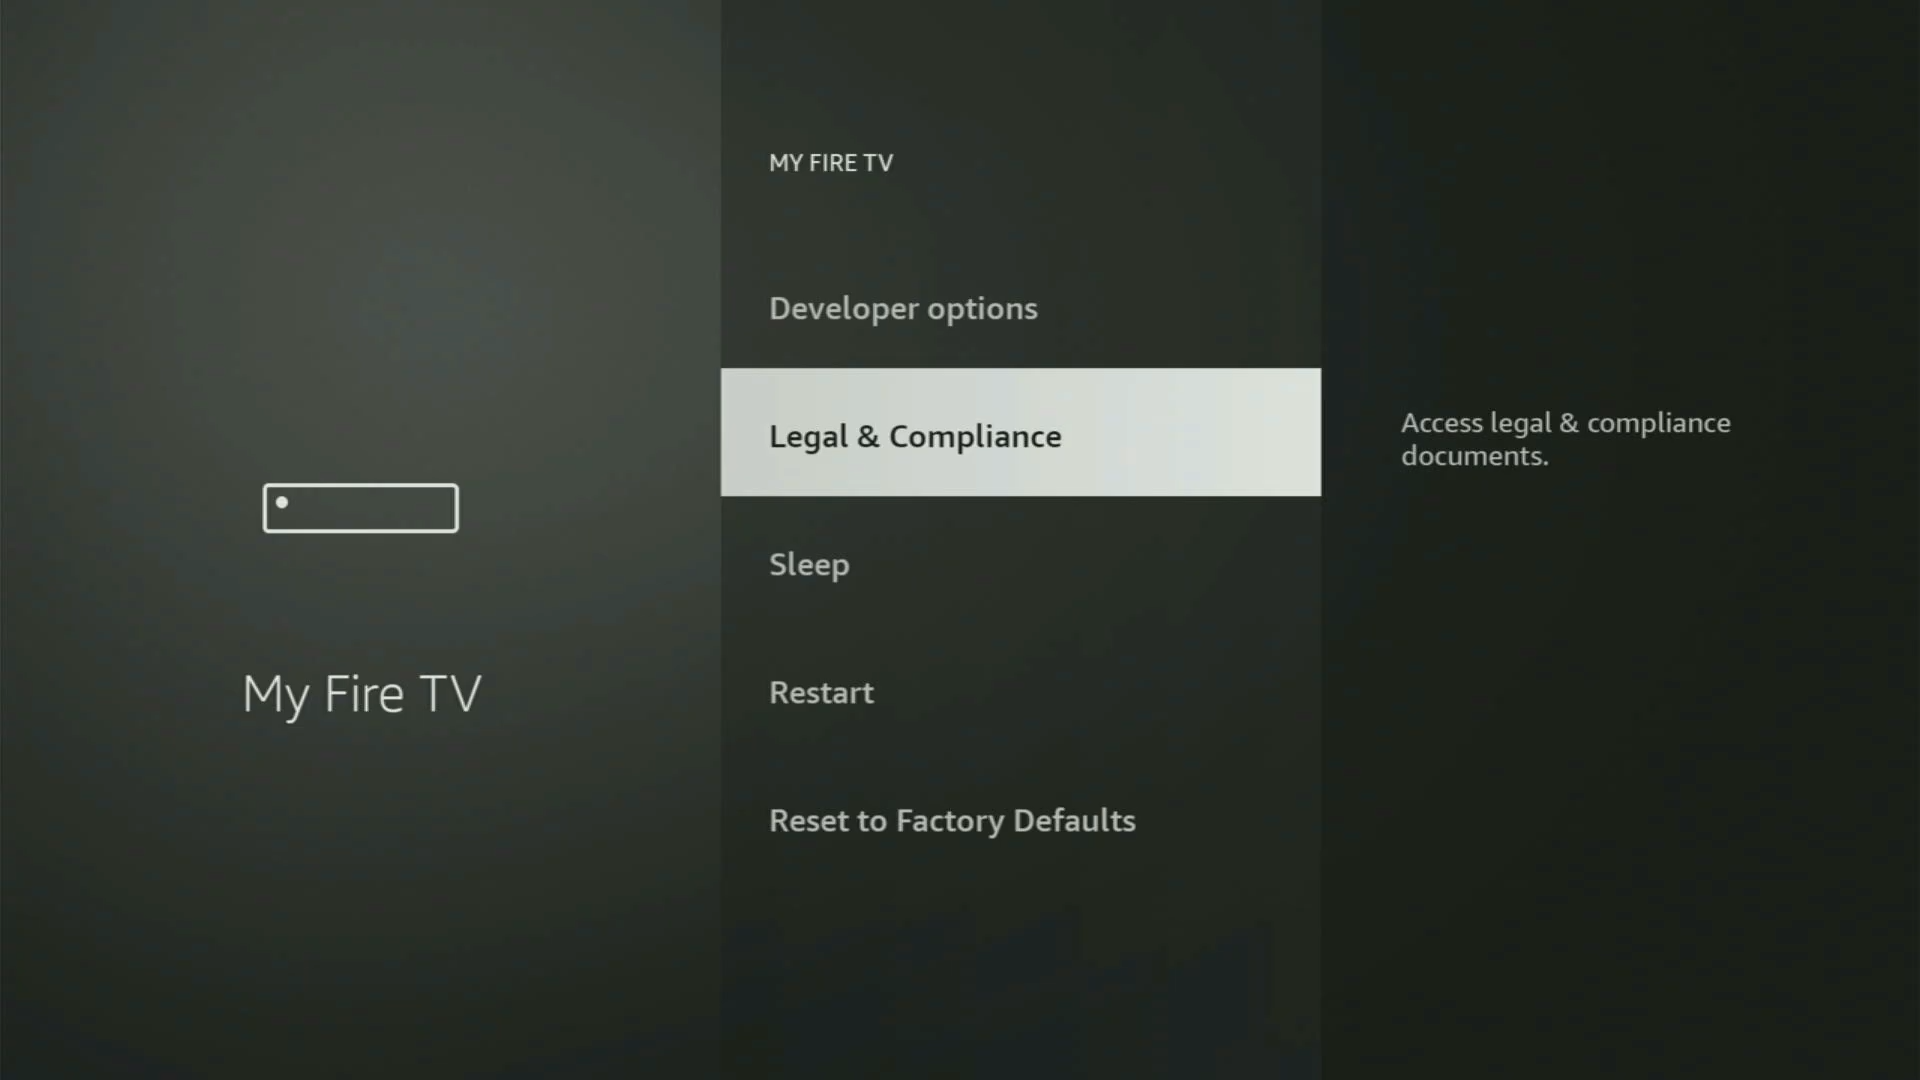 My Fire TV
MY FIRE TV
Developer options
Legal & Compliance
Sleep
Restart
Reset to Factory Defaults
Access legal & compliance
documents.